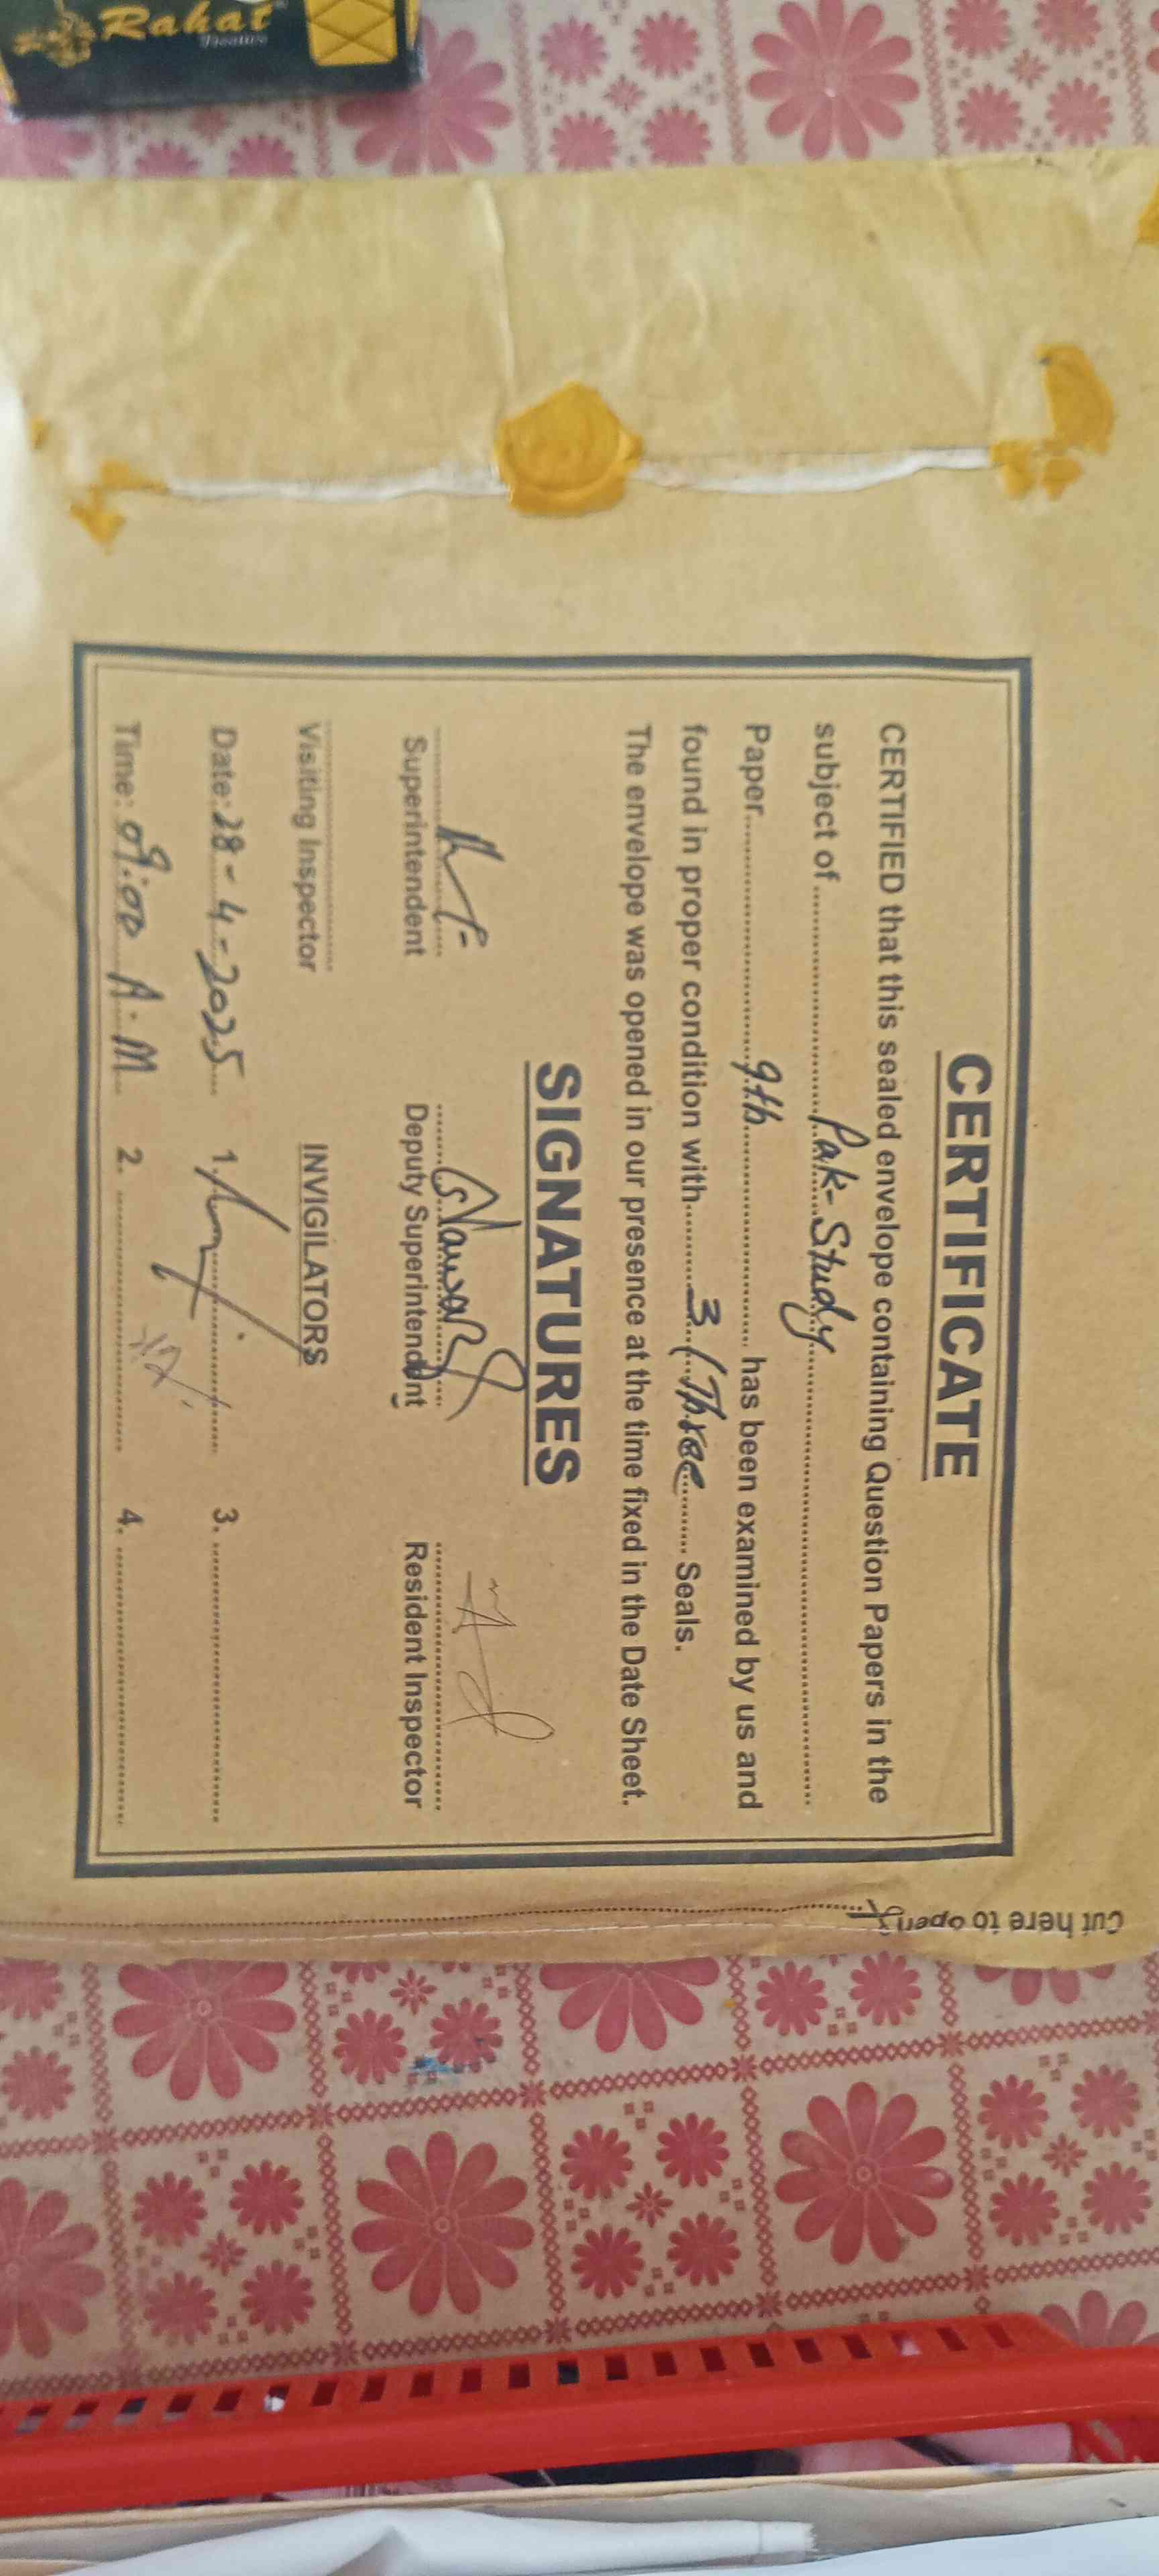 Rahat
Tissues
CERTIFICATE
CERTIFIED that this sealed envelope containing Question Papers in the
subject of Pak-Study
Paper 9th has been examined by us and
found in proper condition with 3 (Three Seals.
The envelope was opened in our presence at the time fixed in the Date Sheet.
SIGNATURES
Superintendent Deputy Superintendent Resident Inspector
Visiting Inspector INVIGILATORS
Date: 28-4-2025 1. 3.
Time: 09:00 A.M 2. 4.
Cut here to open